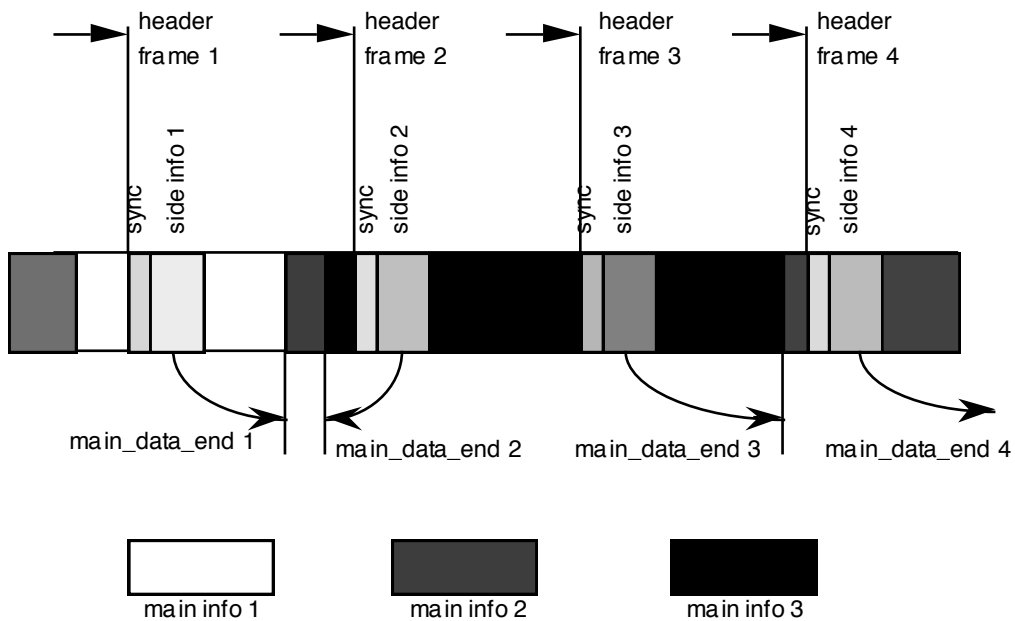 header
frame 1
header
frame 2
header
frame 3
header
frame 4
sync
side info 1
sync
side info 2
sync
side info 3
sync
side info 4
main_data_end 1
main_data_end 2
main_data_end 3
main_data_end 4
main info 1
main info 2
main info 3